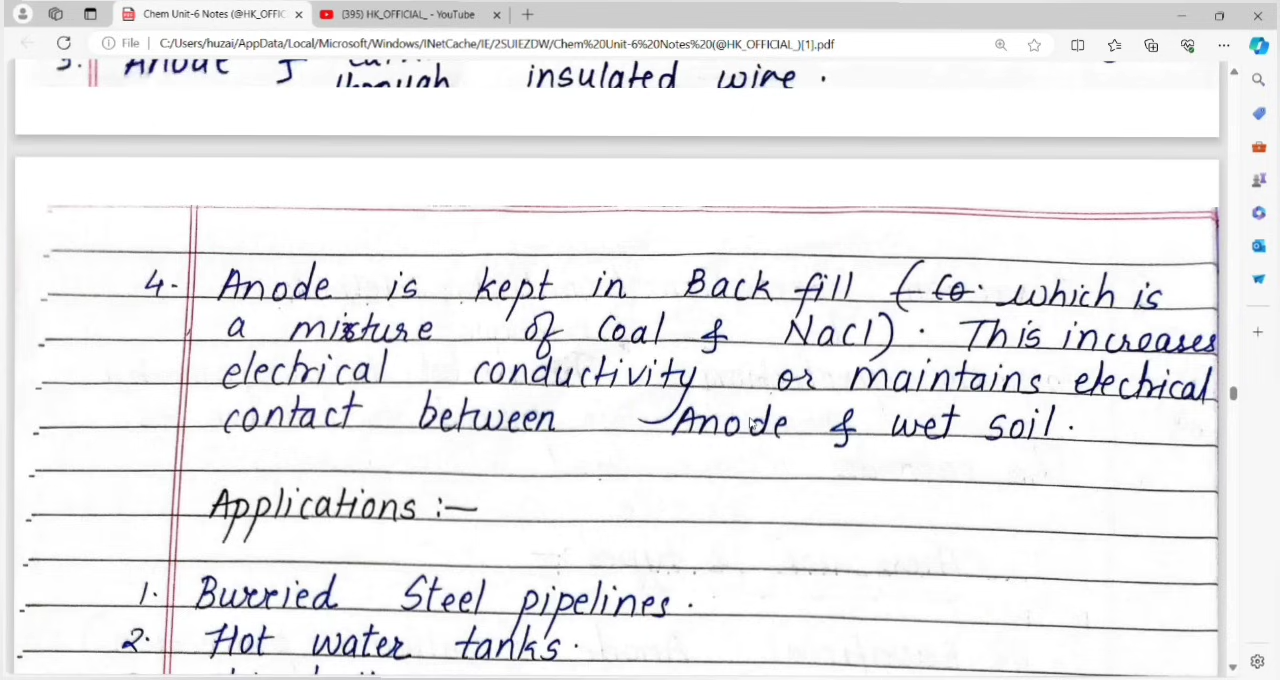 Chem Unit-6 Notes (@HK_OFFIC
(395) HK_OFFICIAL_ - YouTube
File | C:/Users/huzai/AppData/Local/Microsoft/Windows/INetCache/IE/2SUIEZDW/Chem%20Unit-6%20Notes%20(@HK_OFFICIAL_)[1].pdf
3. Anode
through insulated wire.
4. Anode is kept in Back fill ( which is
a mixture of Coal & NaCl). This increases
electrical conductivity or maintains electrical
contact between Anode & wet soil.
Applications :-
1. Burried Steel pipelines.
2. Hot water tanks.